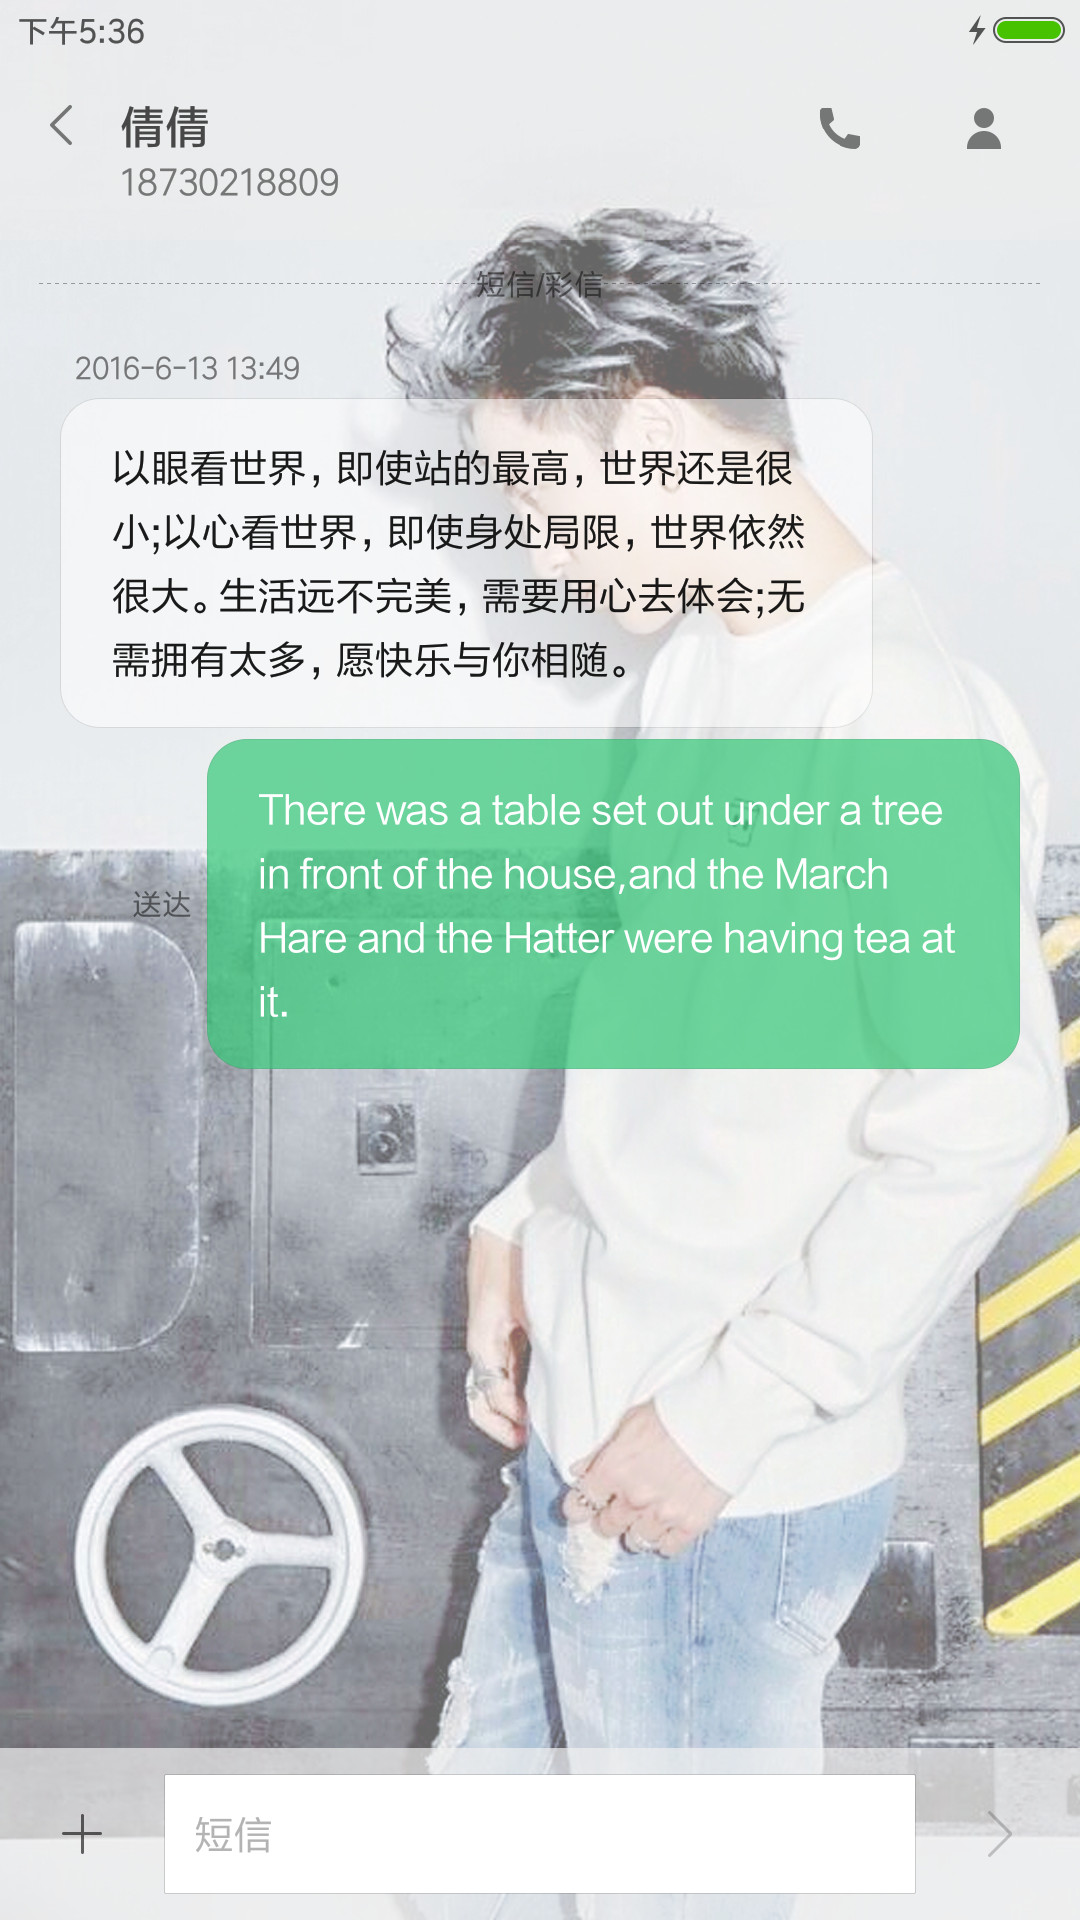 下午5:36
倩倩
18730218809
短信/彩信
2016-6-13 13:49
以眼看世界，即使站的最高，世界还是很
小;以心看世界，即使身处局限，世界依然
很大。生活远不完美，需要用心去体会;无
需拥有太多，愿快乐与你相随。
There was a table set out under a tree
in front of the house,and the March
Hare and the Hatter were having tea at
it.
送达
短信